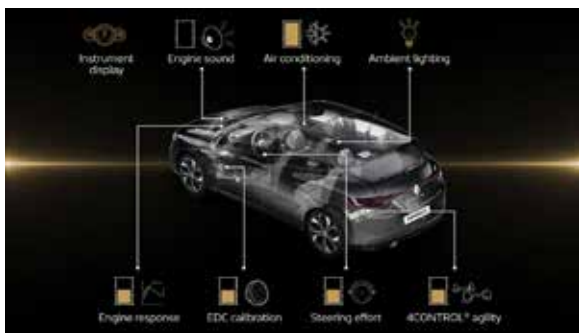 Instrument
display
Engine sound
Air conditioning
Ambient lighting
Engine response
EDC calibration
Steering effort
4CONTROL® agility